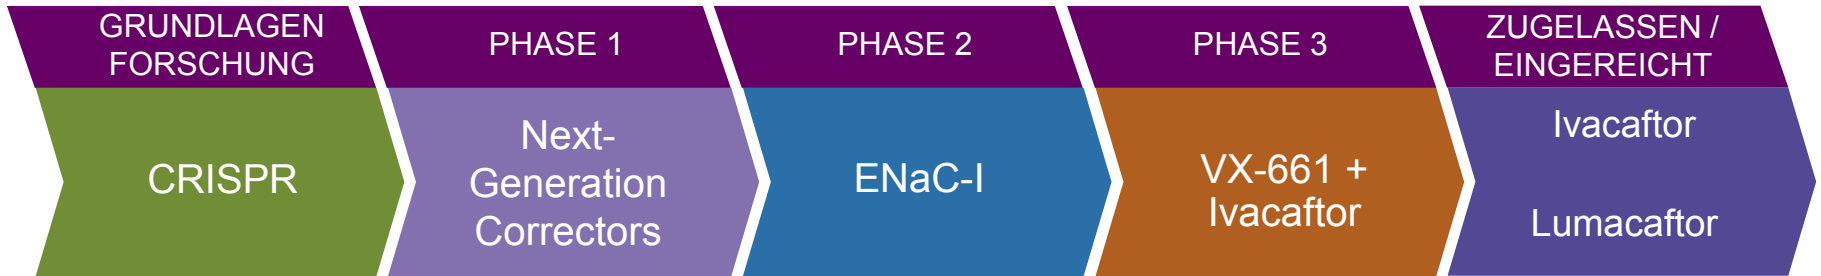 GRUNDLAGEN
FORSCHUNG
PHASE 1
PHASE 2
PHASE 3
ZUGELASSEN /
EINGEREICHT
CRISPR
Next-
Generation
Correctors
ENaC-I
VX-661 +
Ivacaftor
Ivacaftor
Lumacaftor